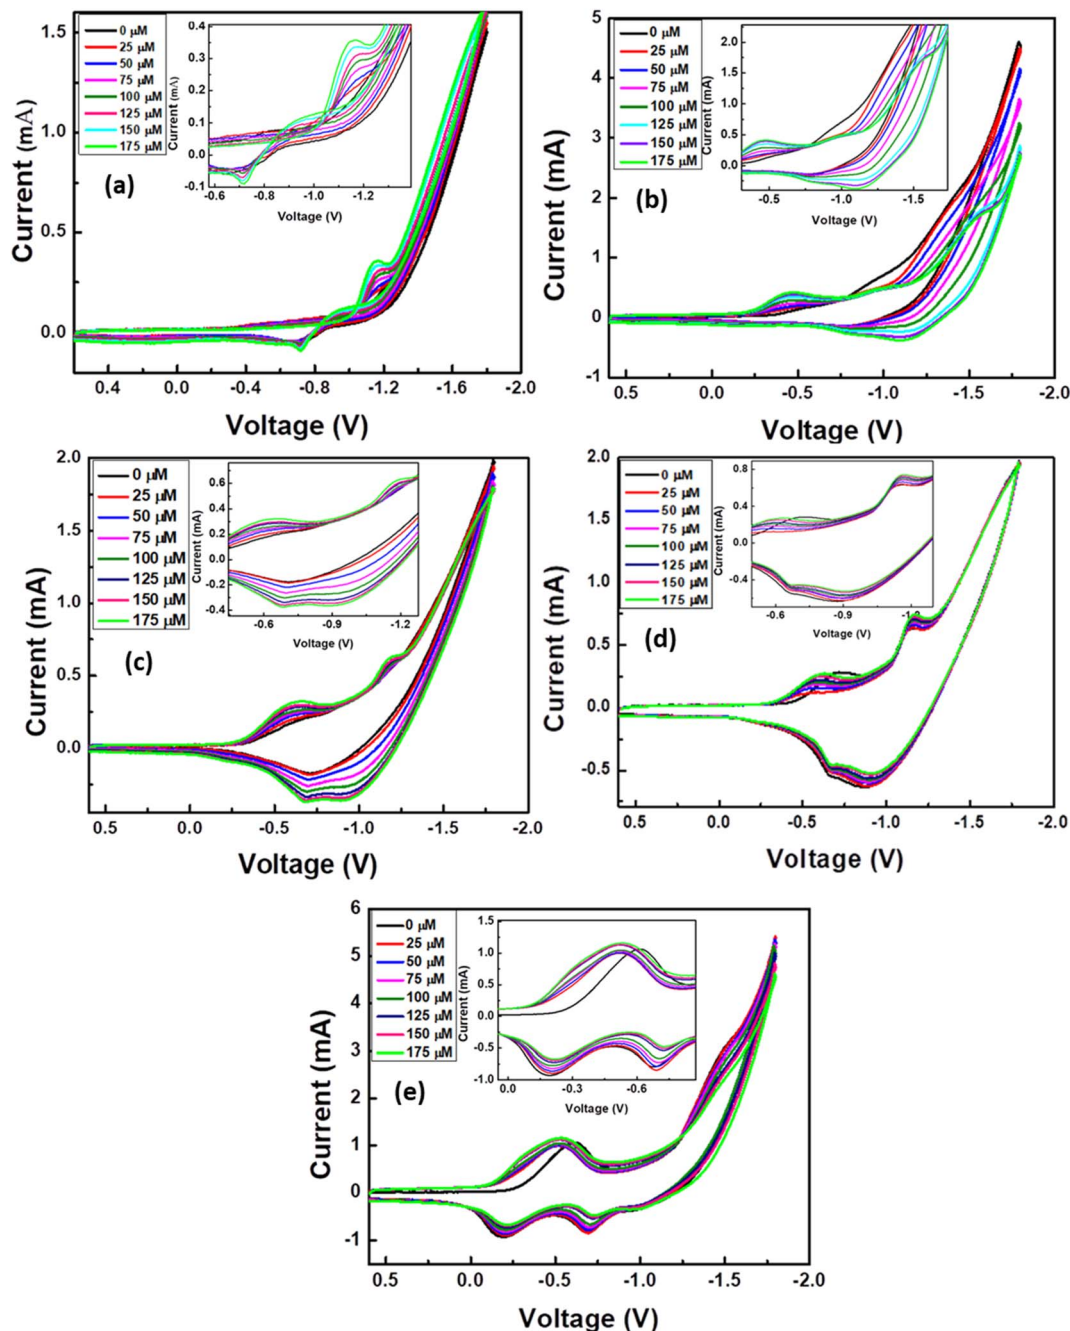 0 μM
25 μM
50 μM
75 μM
100 μM
125 μM
150 μM
175 μM
1.5
1.0
0.5
0.0
Current (mA)
0.4 0.0 -0.4 -0.8 -1.2 -1.6 -2.0
Voltage (V)
(a)
0.4
0.3
0.2
0.1
0.0
-0.1
Current (mA)
-0.6 -0.8 -1.0 -1.2
Voltage (V)
0 μM
25 μM
50 μM
75 μM
100 μM
125 μM
150 μM
175 μM
5
4
3
2
1
0
-1
Current (mA)
0.5 0.0 -0.5 -1.0 -1.5 -2.0
Voltage (V)
(b)
2.0
1.5
1.0
0.5
0.0
Current (mA)
-0.5 -1.0 -1.5
Voltage (V)
0 μM
25 μM
50 μM
75 μM
100 μM
125 μM
150 μM
175 μM
2.0
1.5
1.0
0.5
0.0
Current (mA)
0.5 0.0 -0.5 -1.0 -1.5 -2.0
Voltage (V)
(c)
0.6
0.4
0.2
0.0
-0.2
-0.4
Current (mA)
-0.6 -0.9 -1.2
Voltage (V)
0 μM
25 μM
50 μM
75 μM
100 μM
125 μM
150 μM
175 μM
2.0
1.5
1.0
0.5
0.0
-0.5
Current (mA)
0.5 0.0 -0.5 -1.0 -1.5 -2.0
Voltage (V)
(d)
0.8
0.4
0.0
-0.4
Current (mA)
-0.6 -0.9 -1.2
Voltage (V)
0 μM
25 μM
50 μM
75 μM
100 μM
125 μM
150 μM
175 μM
6
5
4
3
2
1
0
-1
Current (mA)
0.5 0.0 -0.5 -1.0 -1.5 -2.0
Voltage (V)
(e)
1.5
1.0
0.5
0.0
-0.5
-1.0
Current (mA)
0.0 -0.3 -0.6
Voltage (V)